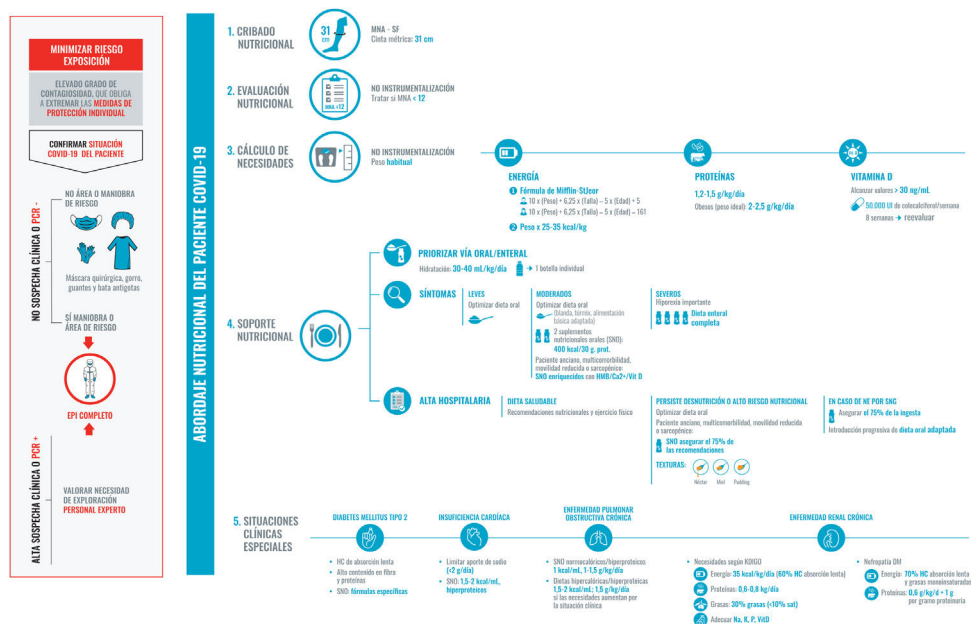 MINIMIZAR RIESGO
EXPOSICIÓN
ELEVADO GRADO DE
CONTAGIOSIDAD, QUE OBLIGA
A EXTREMAR LAS MEDIDAS DE
PROTECCIÓN INDIVIDUAL
CONFIRMAR SITUACIÓN
COVID-19 DEL PACIENTE
NO SOSPECHA CLÍNICA O PCR -
NO ÁREA O MANIOBRA
DE RIESGO
Máscara quirúrgica, gorro,
guantes y bata antigotas
SÍ MANIOBRA O
ÁREA DE RIESGO
EPI COMPLETO
ALTA SOSPECHA CLÍNICA O PCR +
VALORAR NECESIDAD
DE EXPLORACIÓN
PERSONAL EXPERTO
ABORDAJE NUTRICIONAL DEL PACIENTE COVID-19
1. CRIBADO
NUTRICIONAL
31
cm
MNA - SF
Cinta métrica: 31 cm
2. EVALUACIÓN
NUTRICIONAL
MNA <12
NO INSTRUMENTALIZACIÓN
Tratar si MNA < 12
3. CÁLCULO DE
NECESIDADES
NO INSTRUMENTALIZACIÓN
Peso habitual
ENERGÍA
1 Fórmula de Mifflin-StJeor
10 x (Peso) + 6,25 x (Talla) – 5 x (Edad) + 5
10 x (Peso) + 6,25 x (Talla) – 5 x (Edad) – 161
2 Peso x 25-35 kcal/kg
PROTEÍNAS
1,2-1,5 g/kg/día
Obesos (peso ideal): 2-2,5 g/kg/día
VITAMINA D
Alcanzar valores > 30 ng/mL
50.000 UI de colecalciferol/semana
8 semanas → reevaluar
4. SOPORTE
NUTRICIONAL
PRIORIZAR VÍA ORAL/ENTERAL
Hidratación: 30-40 mL/kg/día → 1 botella individual
SÍNTOMAS
LEVES
Optimizar dieta oral
MODERADOS
Optimizar dieta oral
(blanda, túrmix, alimentación
básica adaptada)
2 suplementos
nutricionales orales (SNO):
400 kcal/30 g. prot.
Paciente anciano, multicomorbilidad,
movilidad reducida o sarcopénico:
SNO enriquecidos con HMB/Ca2+/Vit D
SEVEROS
Hiporexia importante
Dieta enteral
completa
ALTA HOSPITALARIA
DIETA SALUDABLE
Recomendaciones nutricionales y ejercicio físico
PERSISTE DESNUTRICIÓN O ALTO RIESGO NUTRICIONAL
Optimizar dieta oral
Paciente anciano, multicomorbilidad, movilidad reducida
o sarcopénico:
SNO asegurar el 75% de
las recomendaciones
TEXTURAS:
Néctar Miel Pudding
EN CASO DE NE POR SNG
Asegurar el 75% de la ingesta
Introducción progresiva de dieta oral adaptada
5. SITUACIONES
CLÍNICAS
ESPECIALES
DIABETES MELLITUS TIPO 2
• HC de absorción lenta
• Alto contenido en fibra
y proteínas
• SNO: fórmulas específicas
INSUFICIENCIA CARDÍACA
• Limitar aporte de sodio
(<2 g/día)
• SNO: 1,5-2 kcal/mL,
hiperproteicos
ENFERMEDAD PULMONAR
OBSTRUCTIVA CRÓNICA
• SNO normocalóricos/hiperproteicos
1 kcal/mL, 1-1,5 g/kg/día
• Dietas hipercalóricas/hiperproteicas
1,5-2 kcal/mL; 1,5 g/kg/día
si las necesidades aumentan por
la situación clínica
ENFERMEDAD RENAL CRÓNICA
• Necesidades según KDIGO
Energía: 35 kcal/kg/día (60% HC absorción lenta)
Proteínas: 0,6-0,8 kg/día
Grasas: 30% grasas (<10% sat)
Adecuar Na, K, P, VitD
• Nefropatía DM
Energía: 70% HC absorción lenta
y grasas monoinsaturadas
Proteínas: 0,6 g/kg/d + 1 g
por gramo proteinuria